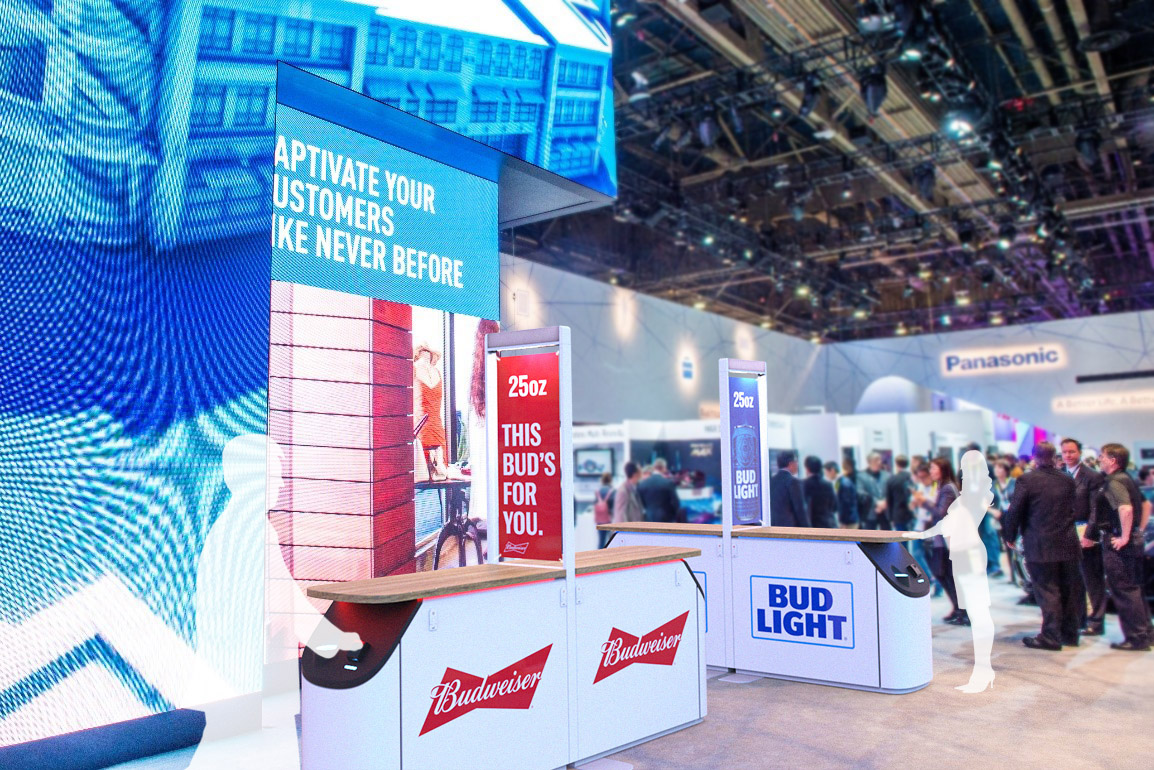 APTIVATE YOUR
USTOMERS
IKE NEVER BEFORE
25oz
THIS
BUD'S
FOR
YOU.
Budweiser
25oz
BUD
LIGHT
Panasonic
BUD
LIGHT
Budweiser
Budweiser